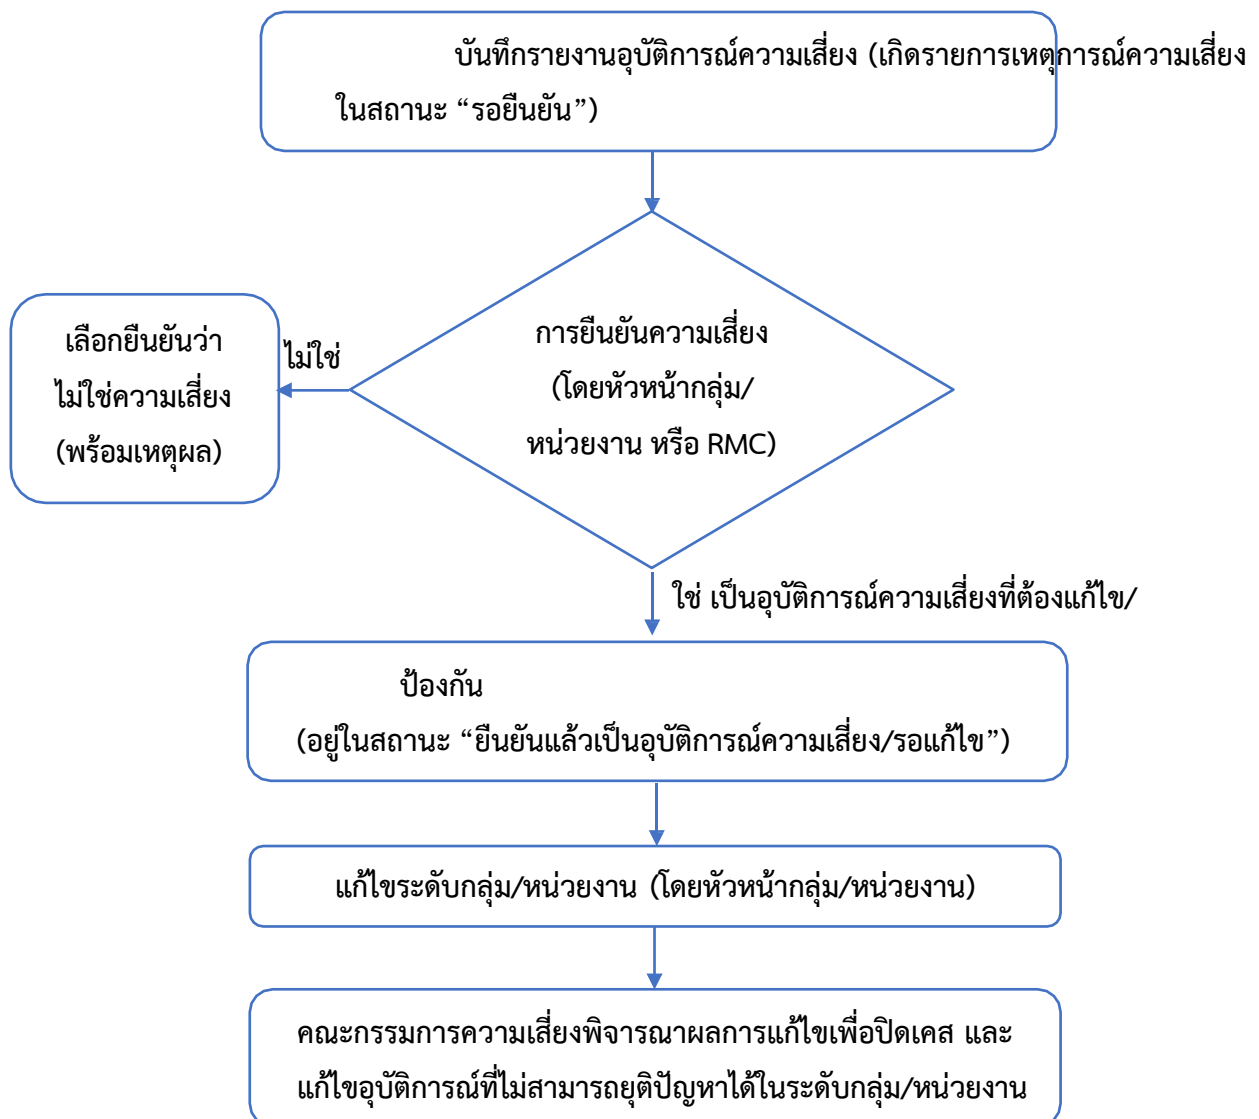 บันทึกรายงานอุบัติการณ์ความเสี่ยง (เกิดรายการเหตุการณ์ความเสี่ยง
ในสถานะ “รอยืนยัน”)
การยืนยันความเสี่ยง
(โดยหัวหน้ากลุ่ม/
หน่วยงาน หรือ RMC)
ไม่ใช่
เลือกยืนยันว่า
ไม่ใช่ความเสี่ยง
(พร้อมเหตุผล)
ใช่ เป็นอุบัติการณ์ความเสี่ยงที่ต้องแก้ไข/
ป้องกัน
(อยู่ในสถานะ “ยืนยันแล้วเป็นอุบัติการณ์ความเสี่ยง/รอแก้ไข”)
แก้ไขระดับกลุ่ม/หน่วยงาน (โดยหัวหน้ากลุ่ม/หน่วยงาน)
คณะกรรมการความเสี่ยงพิจารณาผลการแก้ไขเพื่อปิดเคส และ
แก้ไขอุบัติการณ์ที่ไม่สามารถยุติปัญหาได้ในระดับกลุ่ม/หน่วยงาน